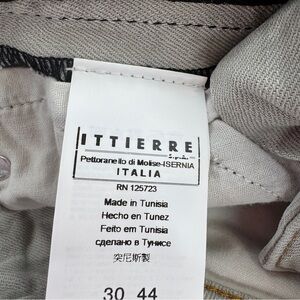 ITTIERRE
S.p.A.
Pettoranello di Molise-ISERNIA
ITALIA
RN 125723
Made in Tunisia
Hecho en Tunez
Feito em Tunisia
сделано в Тунисе
突尼斯製
30 44